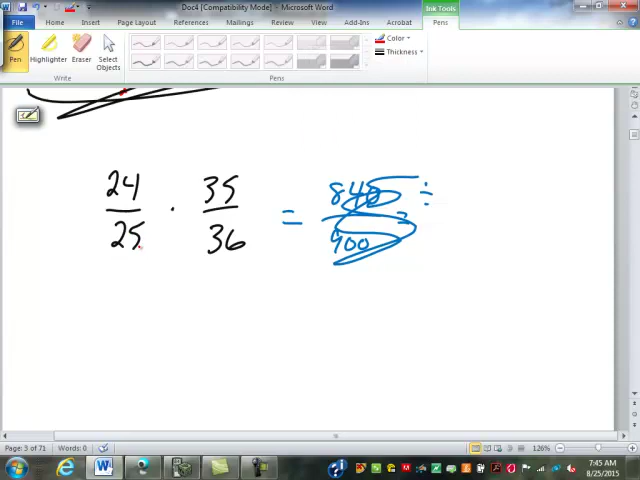 Doc4 [Compatibility Mode] - Microsoft Word
Ink Tools
File Home Insert Page Layout References Mailings Review View Add-Ins Acrobat Pens
Pen Highlighter Eraser Select Objects
Color
Thickness
Write Pens
24 35 840 ÷
— · — = —
25 36 900
Page: 3 of 71 Words: 0 126%
7:45 AM
8/25/2015